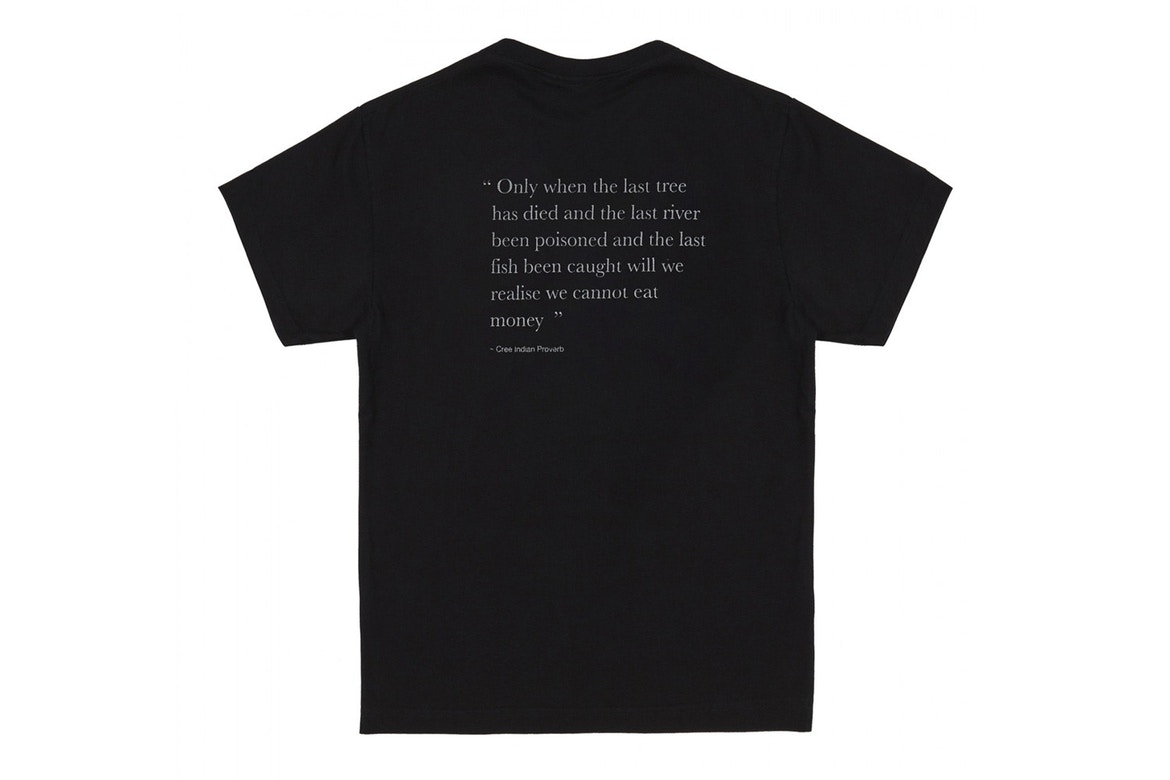 “ Only when the last tree
has died and the last river
been poisoned and the last
fish been caught will we
realise we cannot eat
money ”
~ Cree Indian Proverb